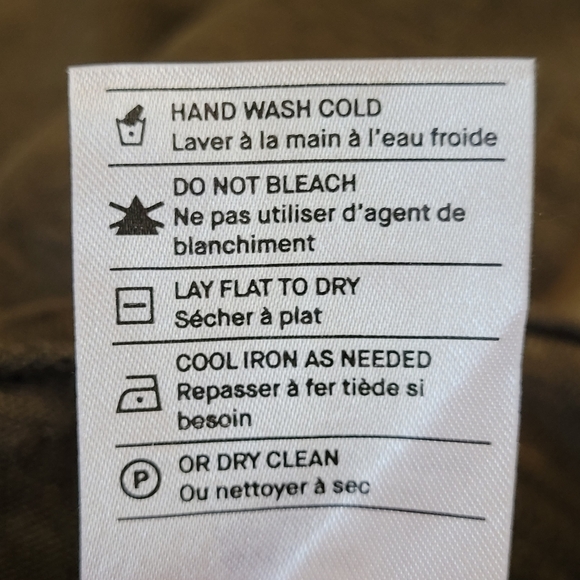 HAND WASH COLD
Laver à la main à l'eau froide
DO NOT BLEACH
Ne pas utiliser d'agent de
blanchiment
LAY FLAT TO DRY
Sécher à plat
COOL IRON AS NEEDED
Repasser à fer tiède si
besoin
P
OR DRY CLEAN
Ou nettoyer à sec